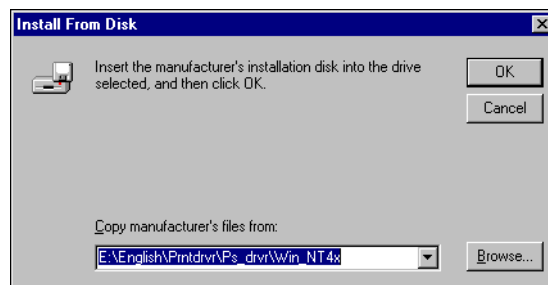 Install From Disk
Insert the manufacturer's installation disk into the drive
selected, and then click OK.
OK
Cancel
Copy manufacturer's files from:
E:\English\Prntdrvr\Ps_drvr\Win_NT4x
Browse...